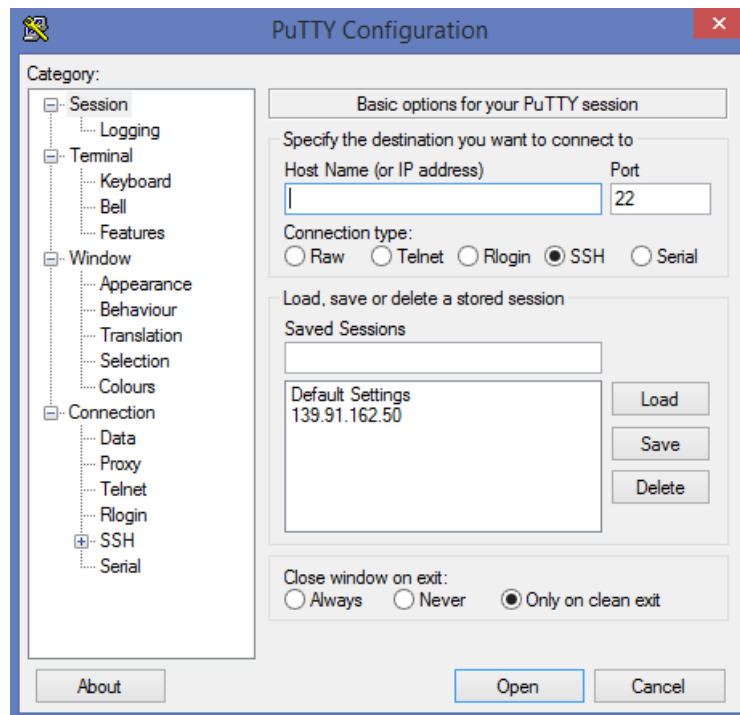 PuTTY Configuration
Category:
Session
Logging
Terminal
Keyboard
Bell
Features
Window
Appearance
Behaviour
Translation
Selection
Colours
Connection
Data
Proxy
Telnet
Rlogin
SSH
Serial
Basic options for your PuTTY session
Specify the destination you want to connect to
Host Name (or IP address) Port
22
Connection type:
Raw Telnet Rlogin SSH Serial
Load, save or delete a stored session
Saved Sessions
Default Settings
139.91.162.50
Load
Save
Delete
Close window on exit:
Always Never Only on clean exit
About Open Cancel